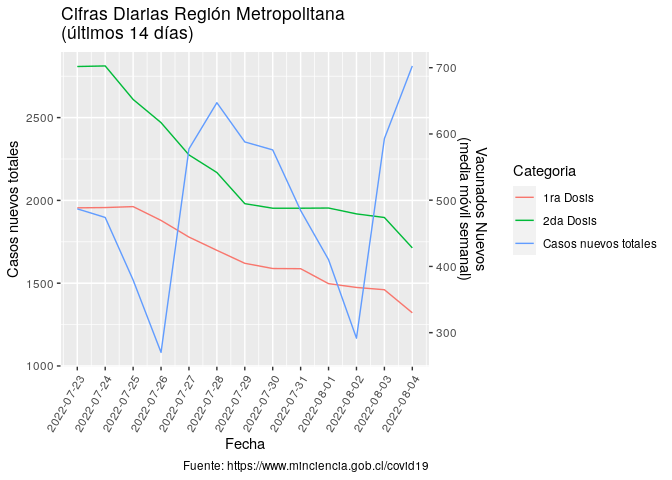 Cifras Diarias Región Metropolitana
(últimos 14 días)
Casos nuevos totales
2500
2000
1500
1000
700
600
500
400
300
Vacunados Nuevos
(media móvil semanal)
2022-07-23
2022-07-24
2022-07-25
2022-07-26
2022-07-27
2022-07-28
2022-07-29
2022-07-30
2022-07-31
2022-08-01
2022-08-02
2022-08-03
2022-08-04
Fecha
Categoria
1ra Dosis
2da Dosis
Casos nuevos totales
Fuente: https://www.minciencia.gob.cl/covid19